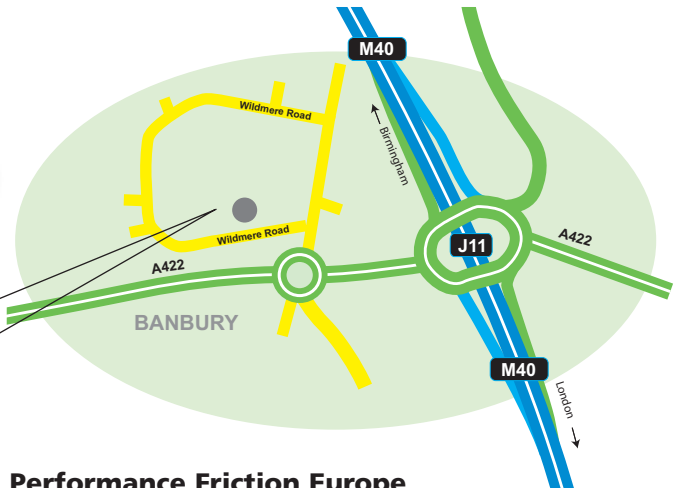 M40
Wildmere Road
Birmingham
Wildmere Road
J11
A422
A422
BANBURY
M40
London
Performance Friction Europe